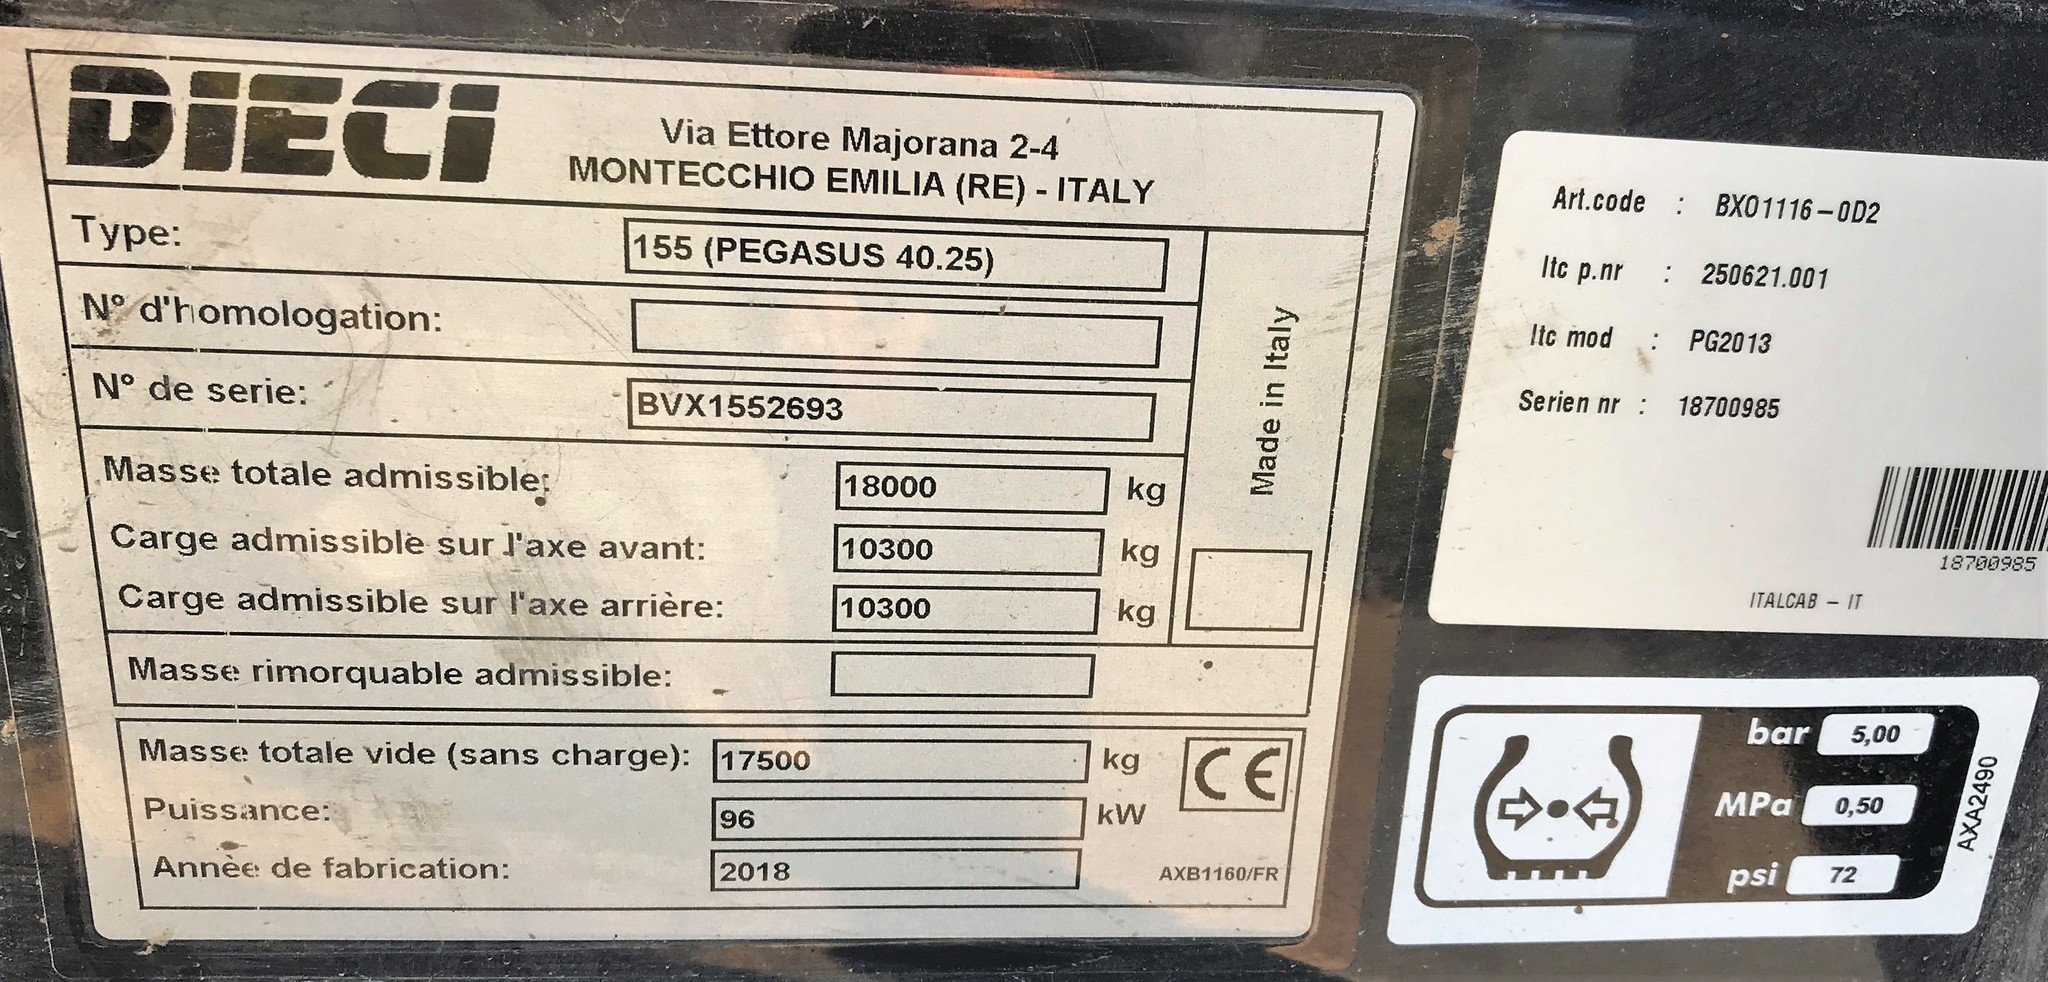 DIECI
Via Ettore Majorana 2-4
MONTECCHIO EMILIA (RE) - ITALY
Type: 155 (PEGASUS 40.25)
N° d'homologation:
N° de serie: BVX1552693
Made in Italy
Masse totale admissible: 18000 kg
Carge admissible sur l'axe avant: 10300 kg
Carge admissible sur l'axe arrière: 10300 kg
Masse rimorquable admissible:
Masse totale vide (sans charge): 17500 kg
CE
Puissance: 96 kW
Annèe de fabrication: 2018
AXB1160/FR
Art.code : BX01116-0D2
Itc p.nr : 250621.001
Itc mod : PG2013
Serien nr : 18700985
18700985
ITALCAB - IT
bar 5,00
MPa 0,50
psi 72
AXA2490